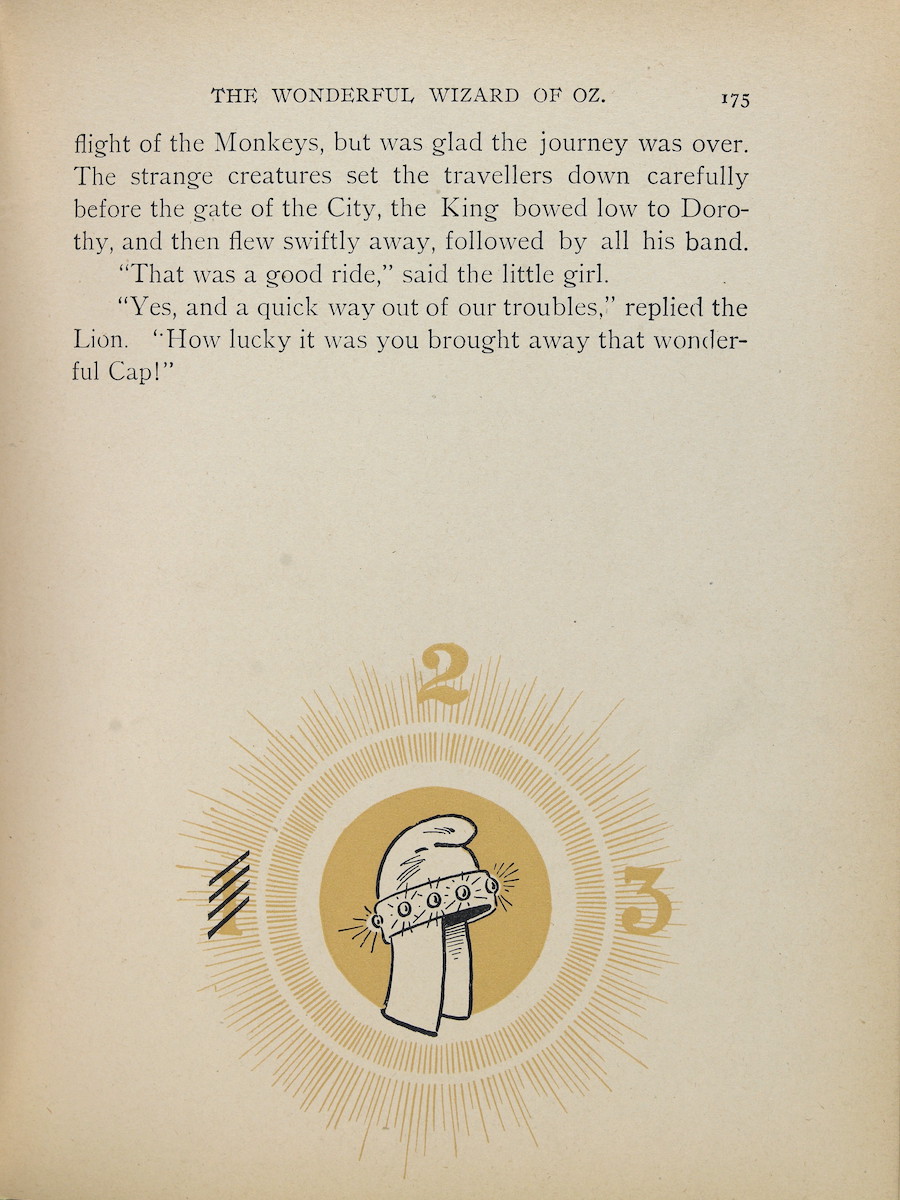 THE WONDERFUL WIZARD OF OZ. 175
flight of the Monkeys, but was glad the journey was over.
The strange creatures set the travellers down carefully
before the gate of the City, the King bowed low to Doro-
thy, and then flew swiftly away, followed by all his band.
“That was a good ride,” said the little girl.
“Yes, and a quick way out of our troubles,” replied the
Lion. “How lucky it was you brought away that wonder-
ful Cap!”
2
1
3